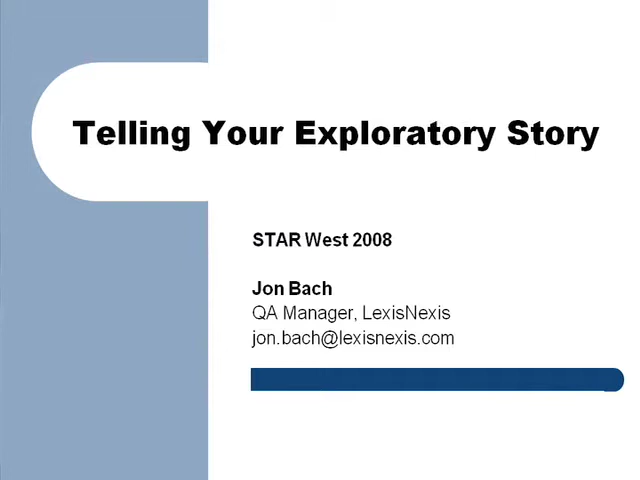 Telling Your Exploratory Story
STAR West 2008
Jon Bach
QA Manager, LexisNexis
jon.bach@lexisnexis.com